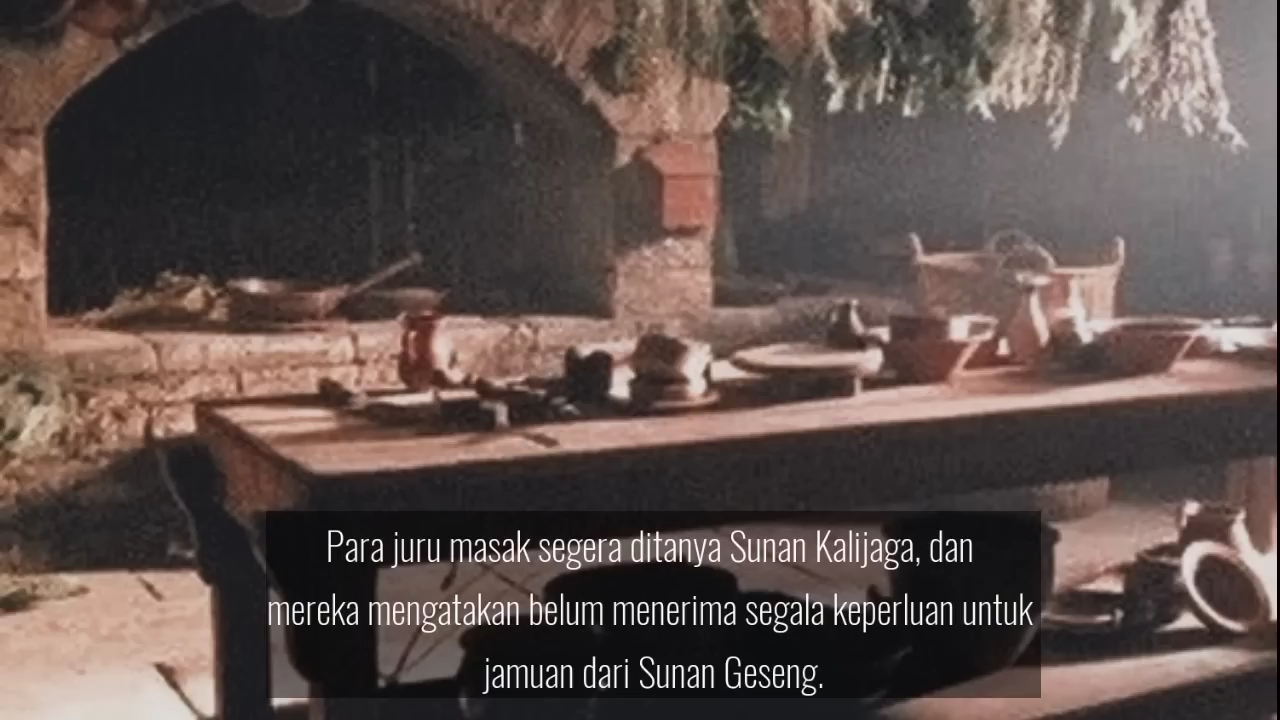 Para juru masak segera ditanya Sunan Kalijaga, dan
mereka mengatakan belum menerima segala keperluan untuk
jamuan dari Sunan Geseng.